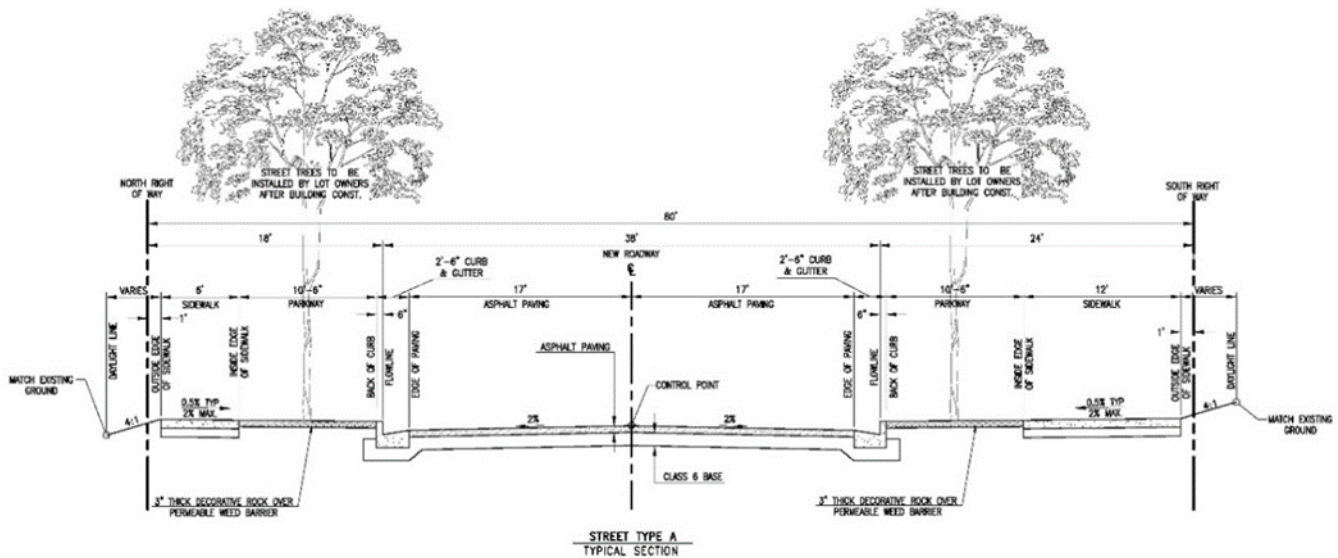 STREET TREES TO BE
INSTALLED BY LOT OWNERS
AFTER BUILDING CONST.
STREET TREES TO BE
INSTALLED BY LOT OWNERS
AFTER BUILDING CONST.
NORTH RIGHT
OF WAY
SOUTH RIGHT
OF WAY
80'
18'
38'
24'
NEW ROADWAY
℄
2'-6" CURB
& GUTTER
2'-6" CURB
& GUTTER
VARIES
5'
SIDEWALK
10'-6"
PARKWAY
17'
ASPHALT PAVING
17'
ASPHALT PAVING
10'-6"
PARKWAY
12'
SIDEWALK
VARIES
1'
6"
6"
1'
DAYLIGHT LINE
OUTSIDE EDGE
OF SIDEWALK
INSIDE EDGE
OF SIDEWALK
BACK OF CURB
FLOWLINE
EDGE OF PAVING
ASPHALT PAVING
CONTROL POINT
EDGE OF PAVING
FLOWLINE
BACK OF CURB
INSIDE EDGE
OF SIDEWALK
OUTSIDE EDGE
OF SIDEWALK
DAYLIGHT LINE
MATCH EXISTING
GROUND
4:1
0.5% TYP
2% MAX.
2%
2%
0.5% TYP
2% MAX.
4:1
MATCH EXISTING
GROUND
CLASS 6 BASE
3" THICK DECORATIVE ROCK OVER
PERMEABLE WEED BARRIER
3" THICK DECORATIVE ROCK OVER
PERMEABLE WEED BARRIER
STREET TYPE A
TYPICAL SECTION